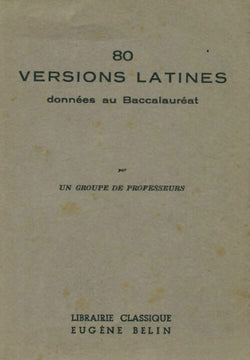 80
VERSIONS LATINES
données au Baccalauréat
par
UN GROUPE DE PROFESSEURS
LIBRAIRIE CLASSIQUE
EUGÈNE BELIN